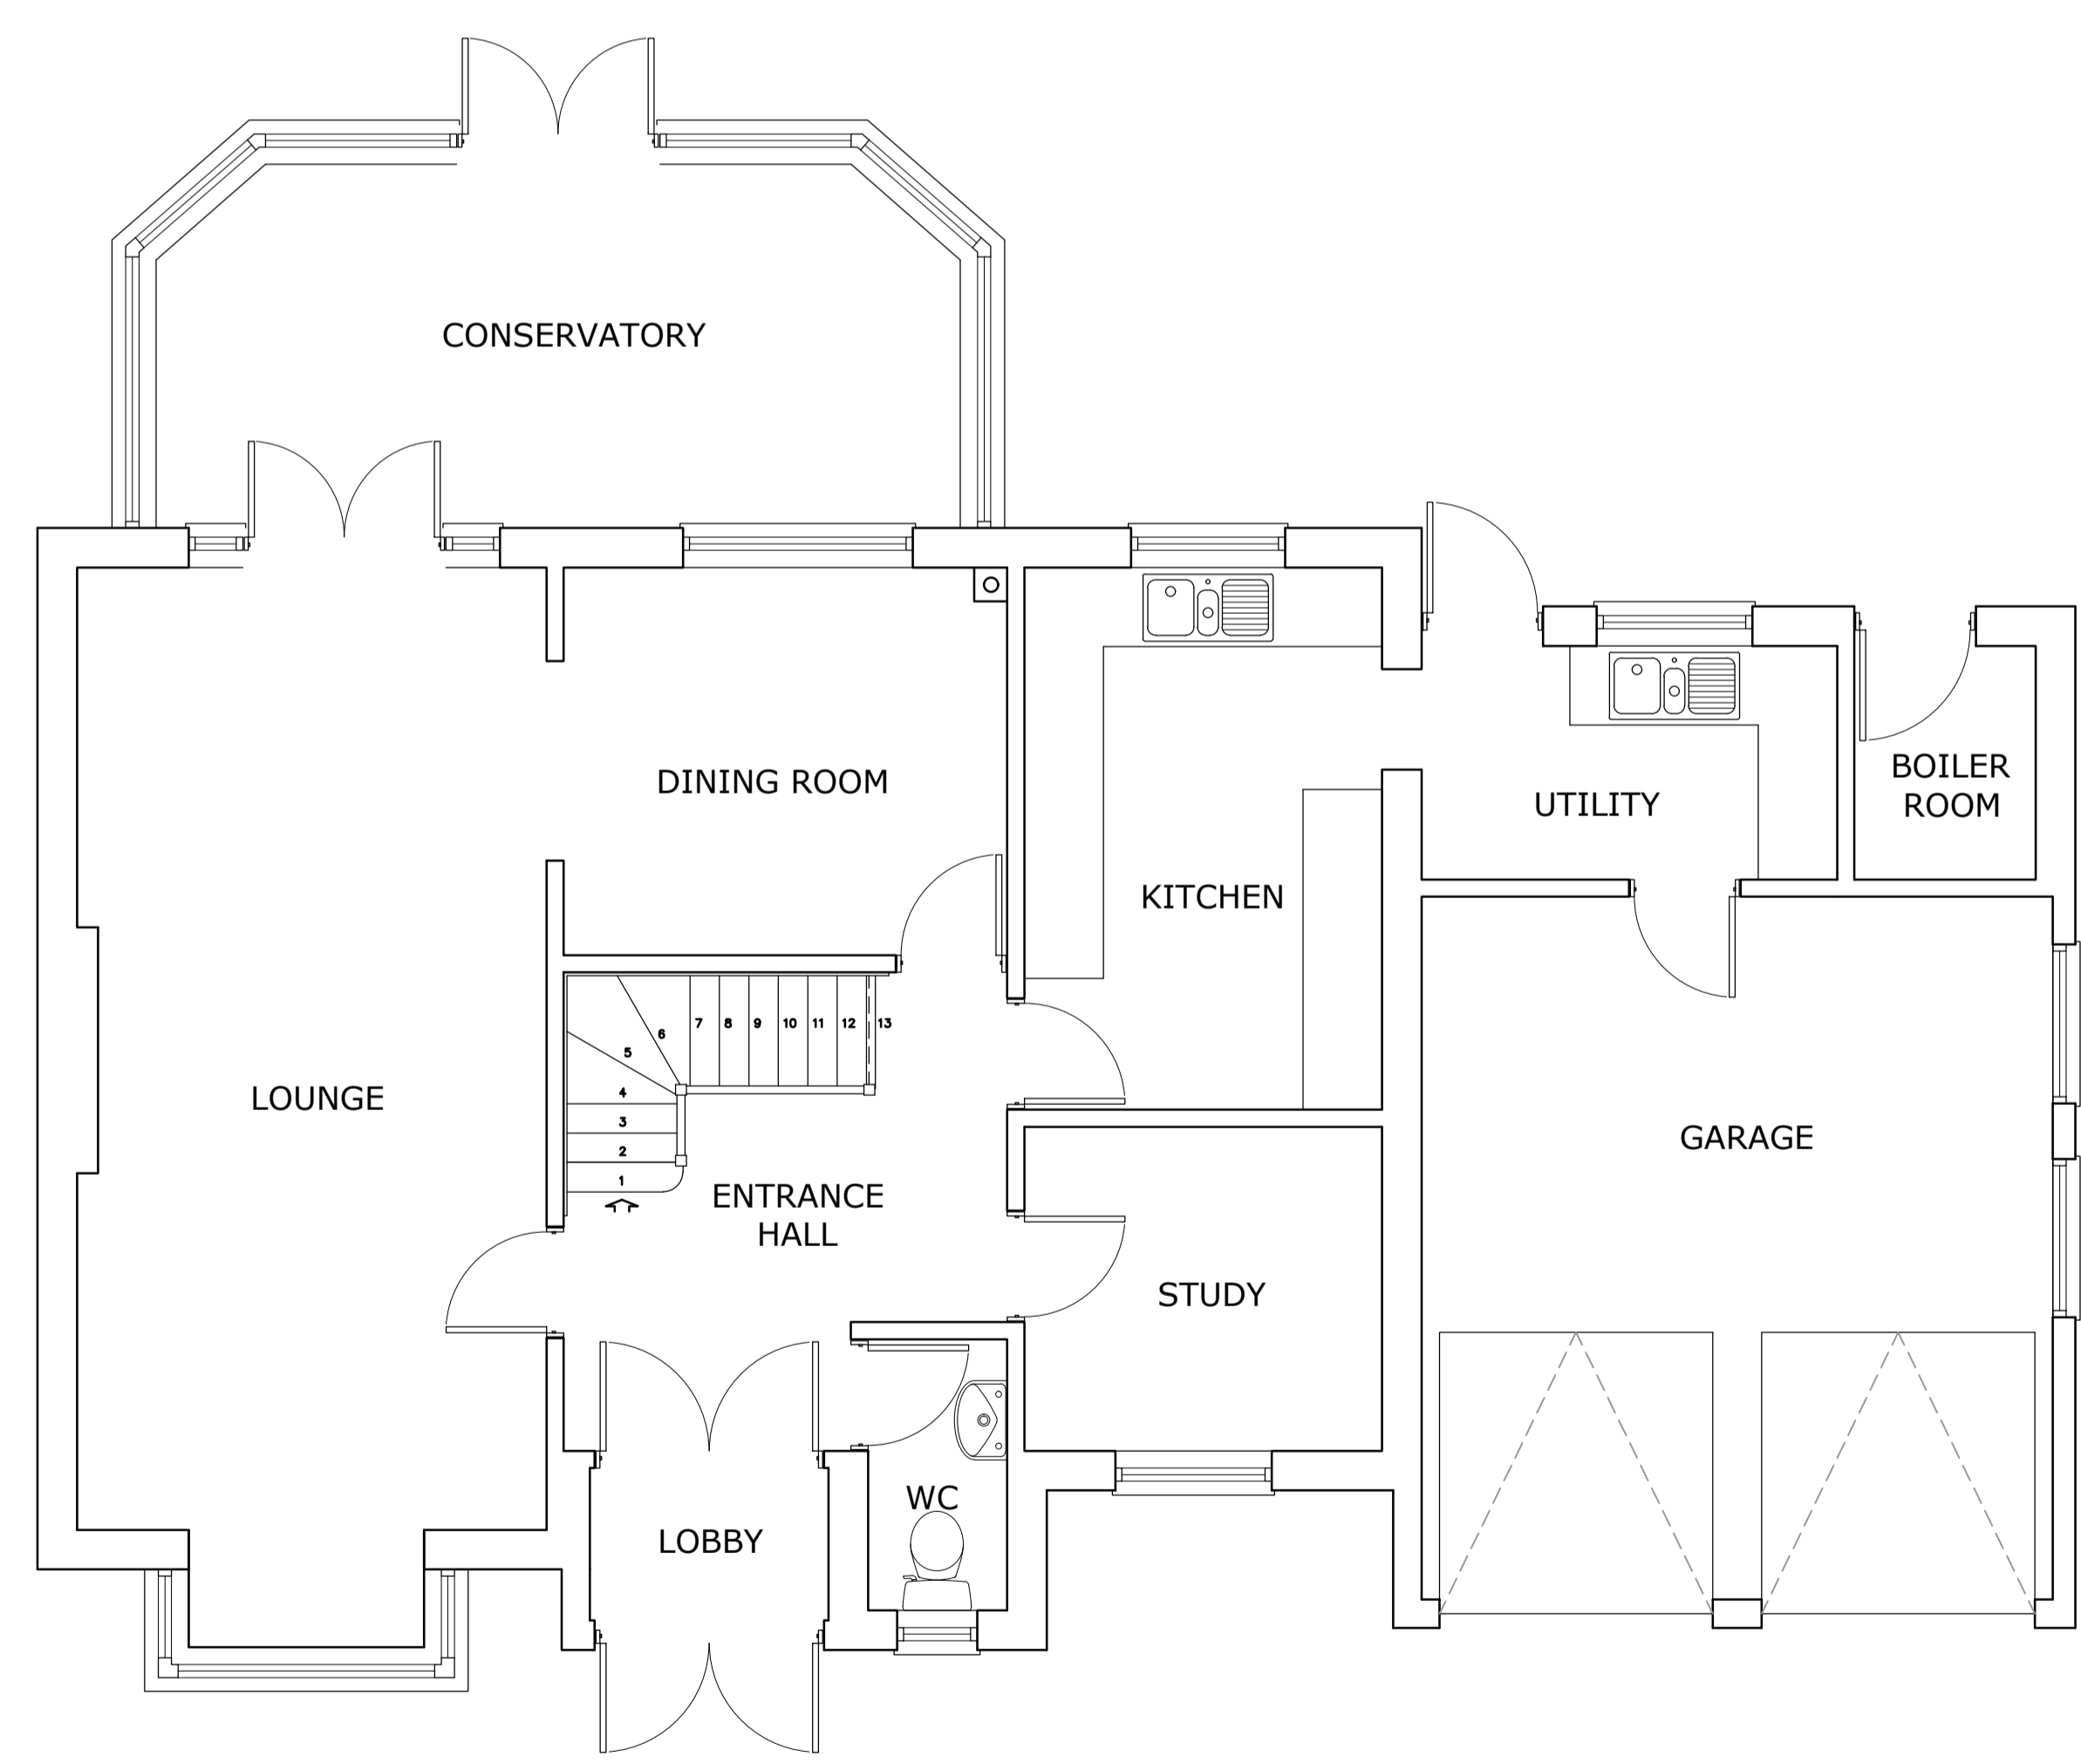 CONSERVATORY
DINING ROOM
BOILER
ROOM
UTILITY
KITCHEN
LOUNGE
7 8 9 10 11 12 13
6
5
4
3
2
1
GARAGE
ENTRANCE
HALL
STUDY
WC
LOBBY